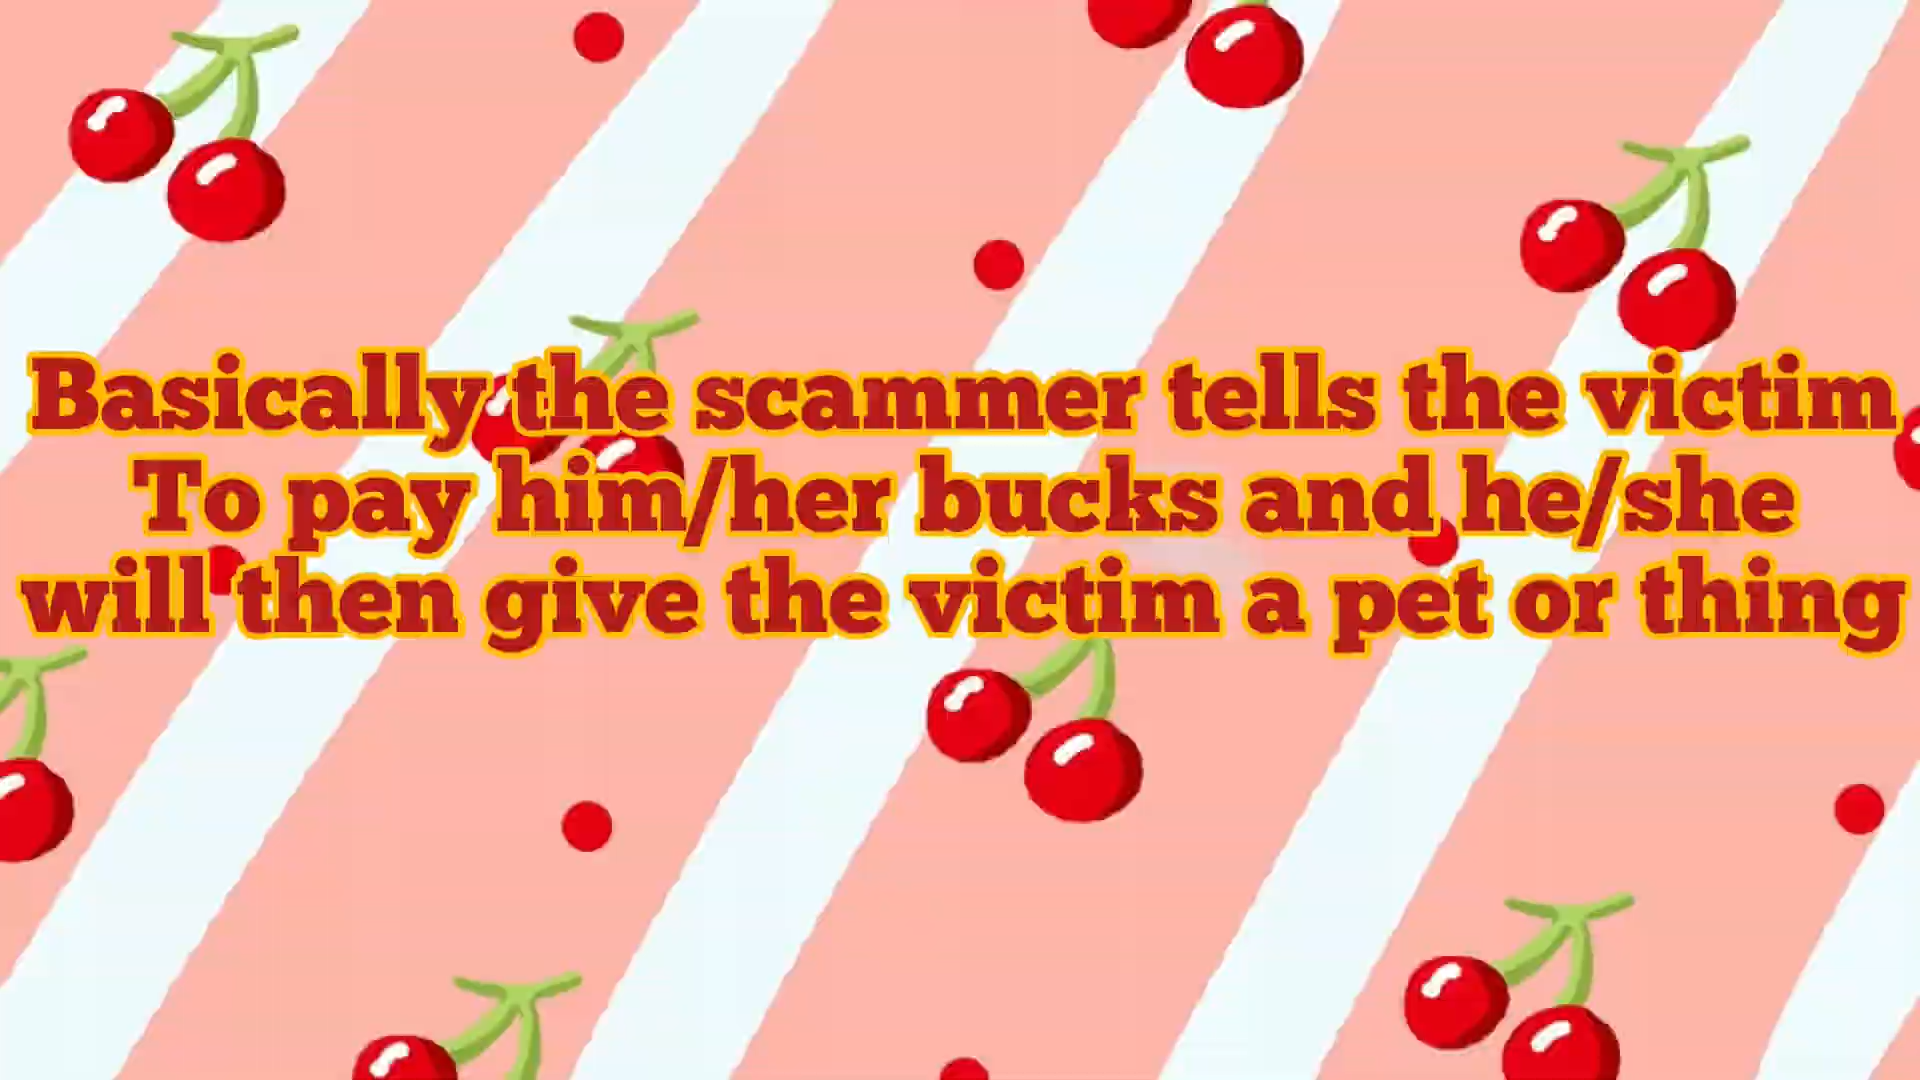 Basically the scammer tells the victim
To pay him/her bucks and he/she
will then give the victim a pet or thing